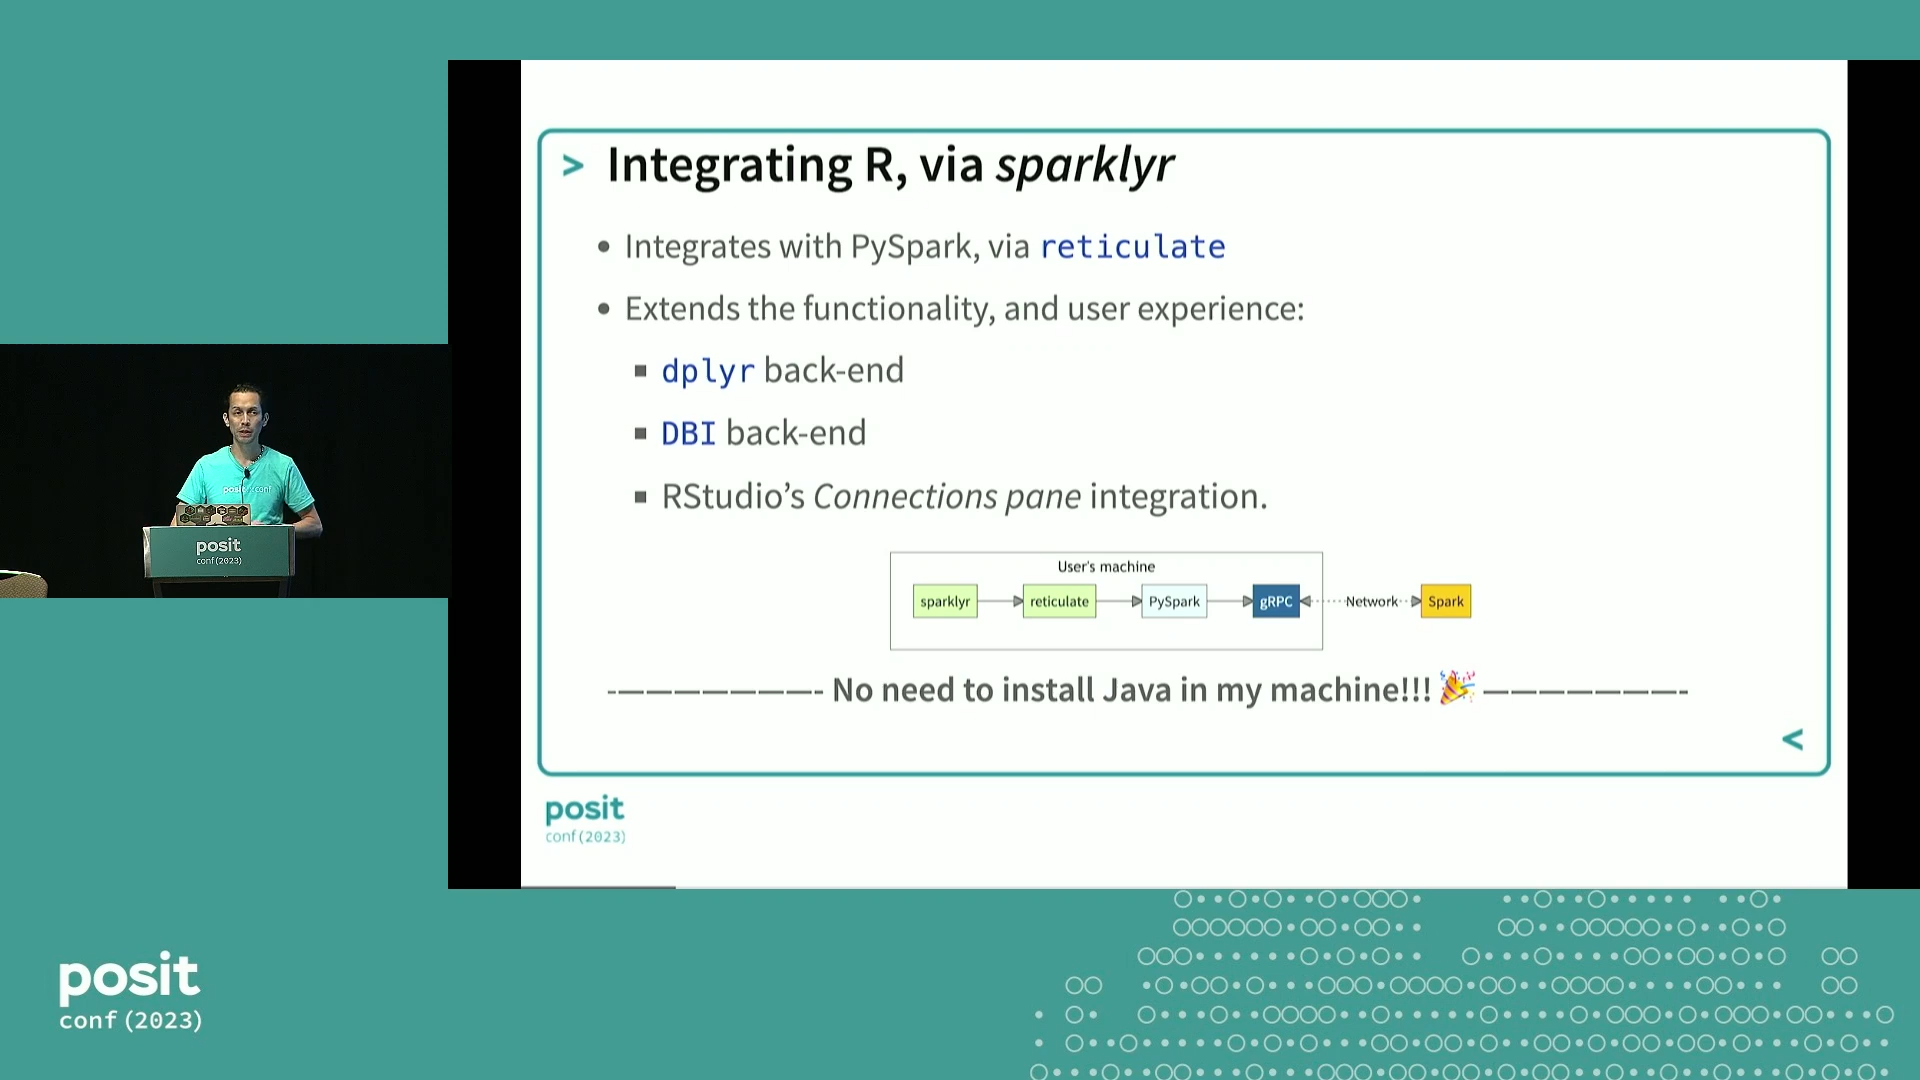 > Integrating R, via sparklyr
• Integrates with PySpark, via reticulate
• Extends the functionality, and user experience:
▪ dplyr back-end
▪ DBI back-end
▪ RStudio’s Connections pane integration.
User's machine
sparklyr
reticulate
PySpark
gRPC
Network
Spark
No need to install Java in my machine!!! 🎉
<
posit
conf(2023)
posit
conf(2023)
posit
conf(2023)